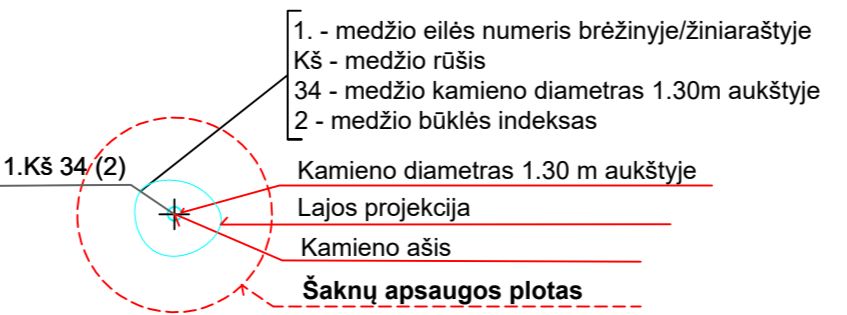 1. - medžio eilės numeris brėžinyje/žiniaraštyje
Kš - medžio rūšis
34 - medžio kamieno diametras 1.30m aukštyje
2 - medžio būklės indeksas
1.Kš 34 (2)
Kamieno diametras 1.30 m aukštyje
Lajos projekcija
Kamieno ašis
Šaknų apsaugos plotas